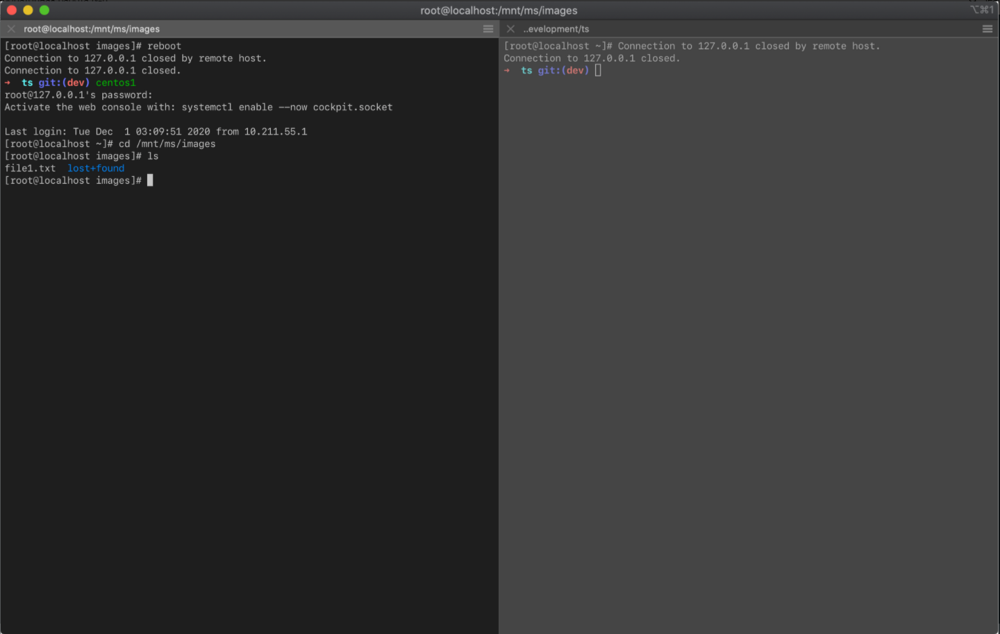 root@localhost:/mnt/ms/images
⌥⌘1
root@localhost:/mnt/ms/images
[root@localhost images]# reboot
Connection to 127.0.0.1 closed by remote host.
Connection to 127.0.0.1 closed.
→ ts git:(dev) centos1
root@127.0.0.1's password:
Activate the web console with: systemctl enable --now cockpit.socket
Last login: Tue Dec  1 03:09:51 2020 from 10.211.55.1
[root@localhost ~]# cd /mnt/ms/images
[root@localhost images]# ls
file1.txt  lost+found
[root@localhost images]#
..evelopment/ts
[root@localhost ~]# Connection to 127.0.0.1 closed by remote host.
Connection to 127.0.0.1 closed.
→ ts git:(dev)